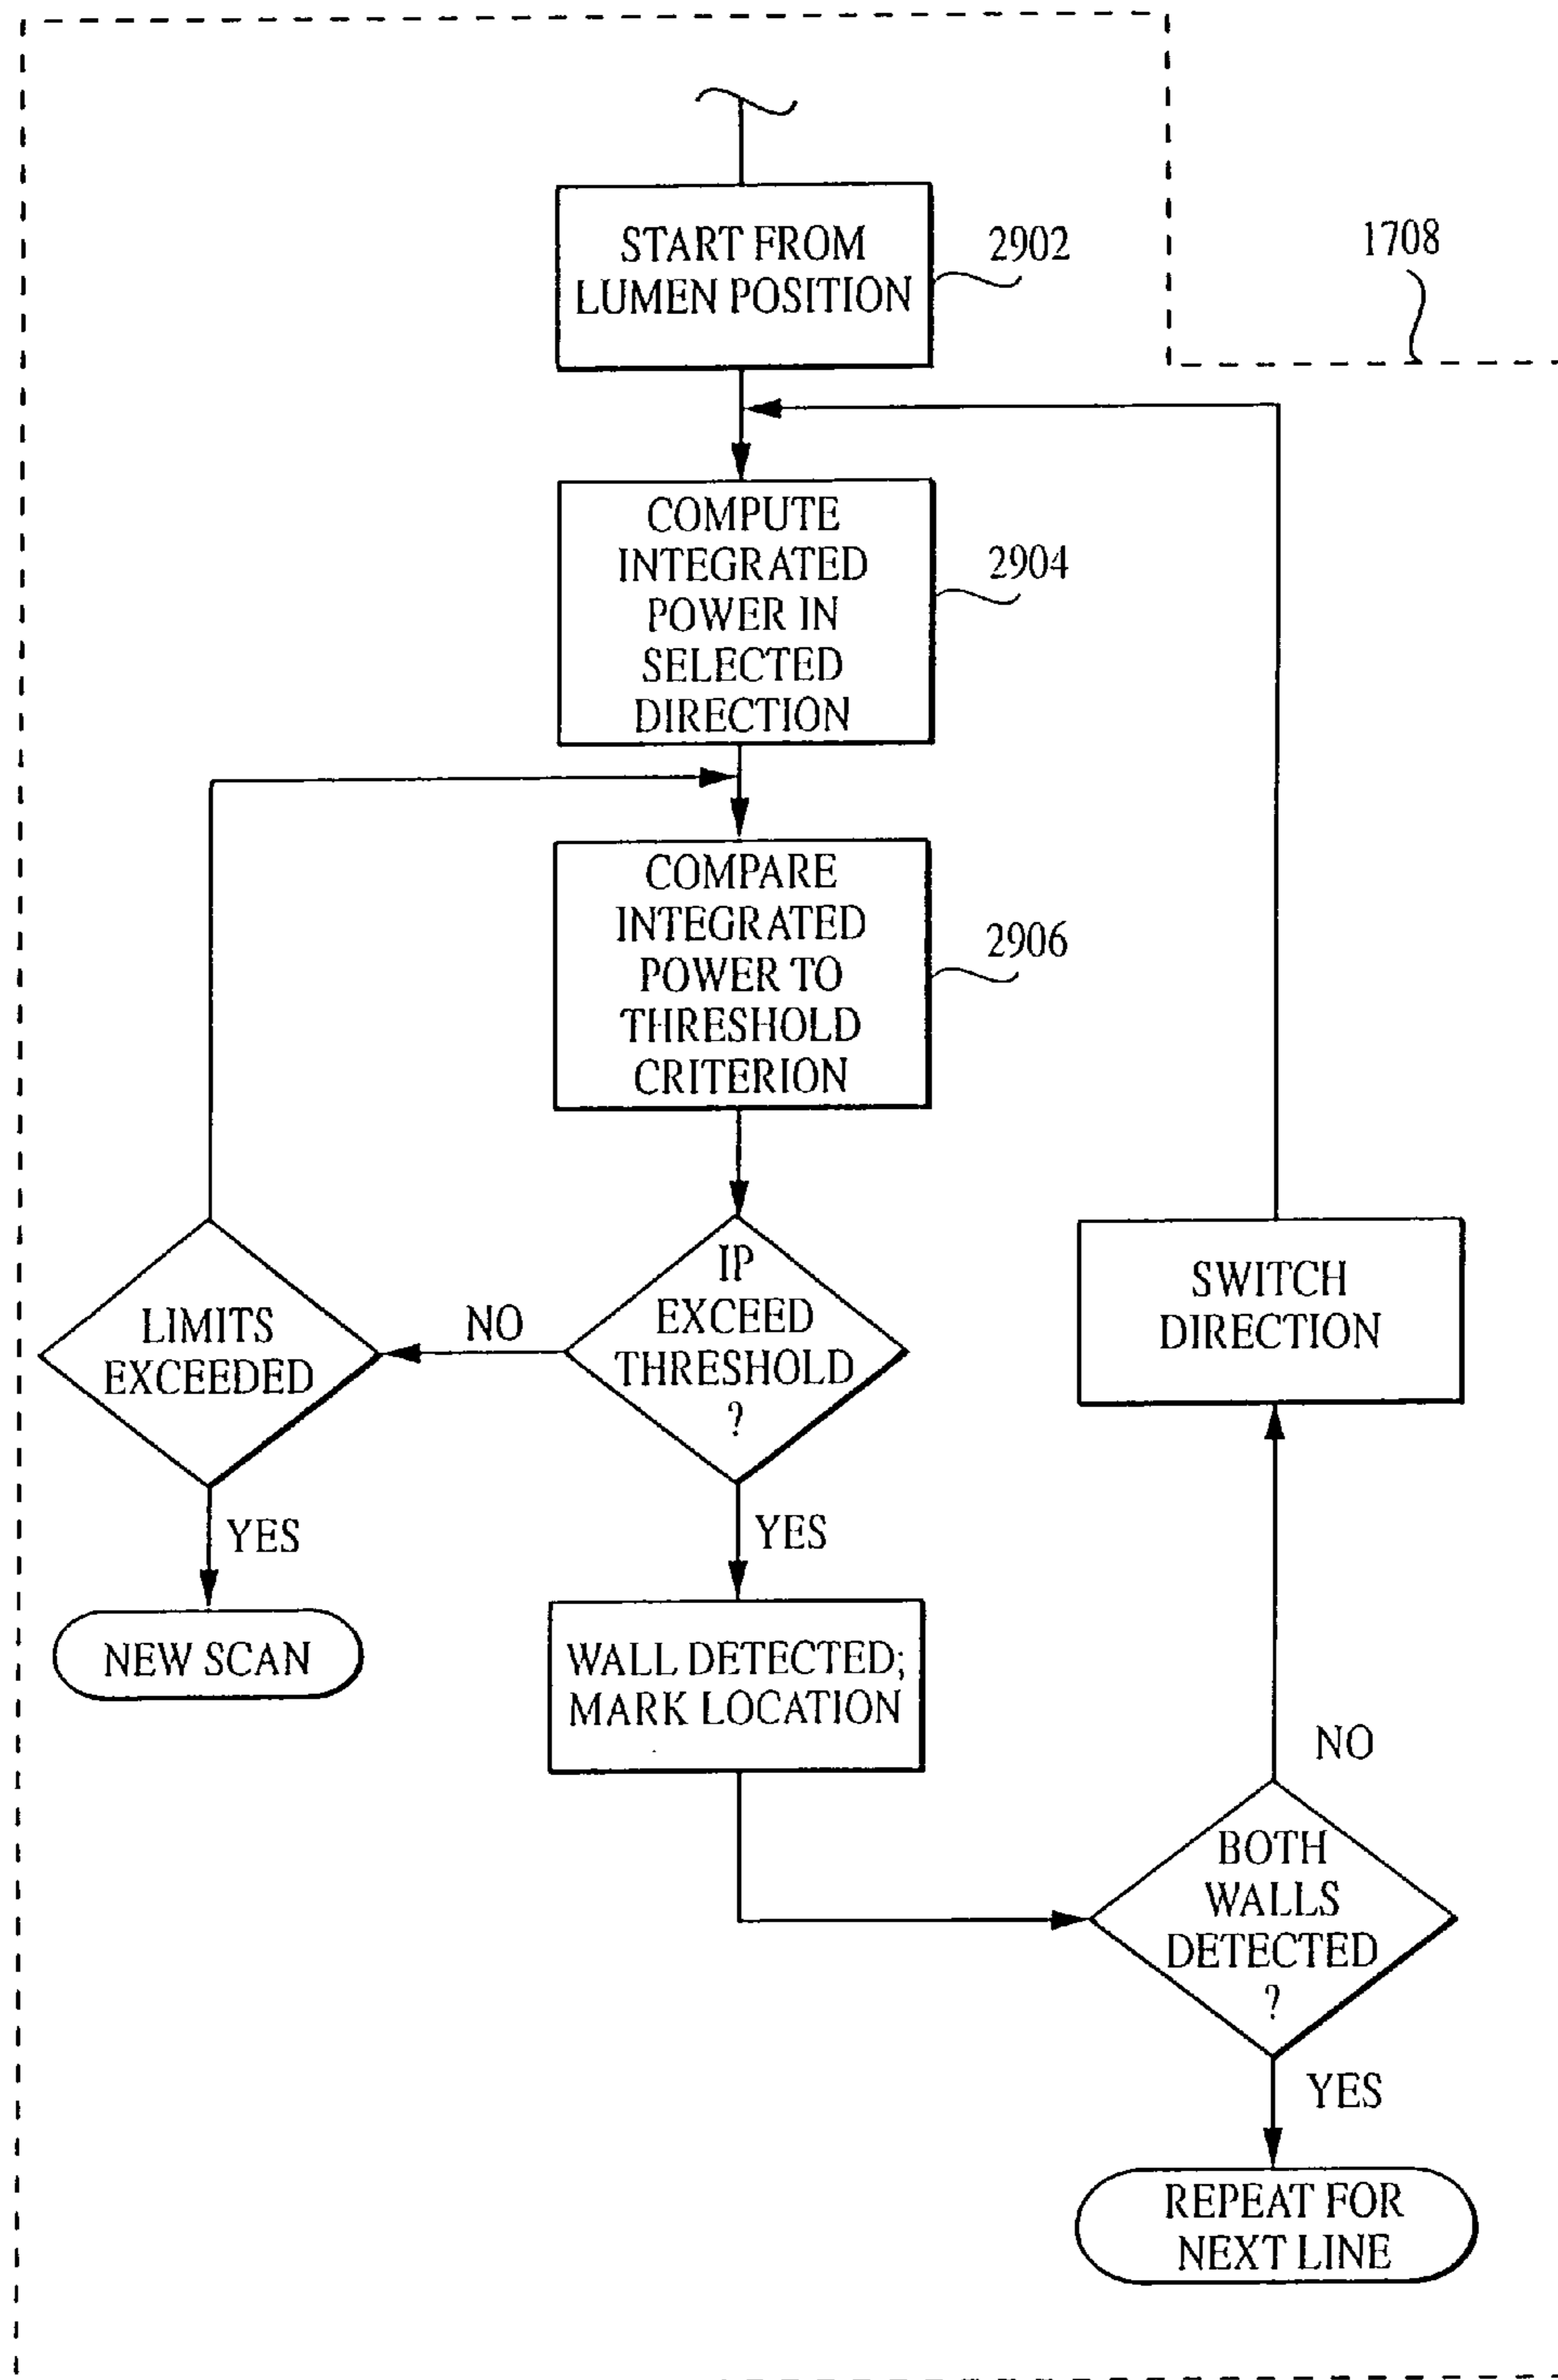 START FROM
LUMEN POSITION
2902
1708
COMPUTE
INTEGRATED
POWER IN
SELECTED
DIRECTION
2904
COMPARE
INTEGRATED
POWER TO
THRESHOLD
CRITERION
2906
IP
EXCEED
THRESHOLD
?
NO
LIMITS
EXCEEDED
YES
NEW SCAN
YES
WALL DETECTED;
MARK LOCATION
SWITCH
DIRECTION
NO
BOTH
WALLS
DETECTED
?
YES
REPEAT FOR
NEXT LINE